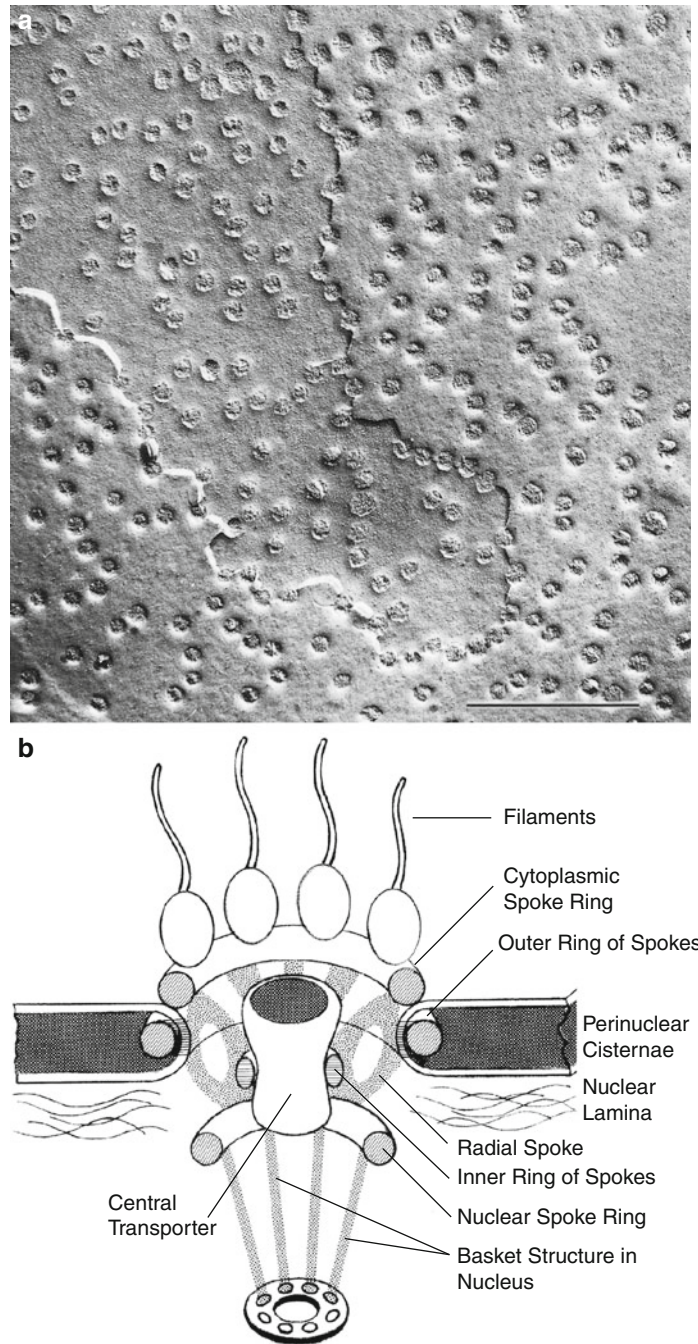 a
b
Filaments
Cytoplasmic
Spoke Ring
Outer Ring of Spokes
Perinuclear
Cisternae
Nuclear
Lamina
Radial Spoke
Inner Ring of Spokes
Central
Transporter
Nuclear Spoke Ring
Basket Structure in
Nucleus